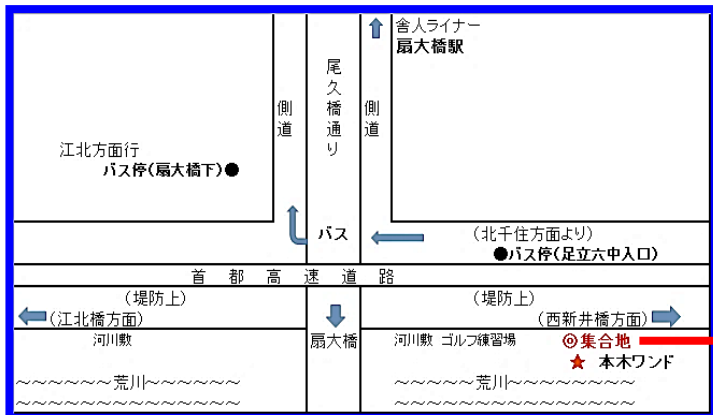 舎人ライナー
扇大橋駅
尾久橋通り
側道
側道
江北方面行
バス停(扇大橋下)●
バス
(北千住方面より)
●バス停(足立六中入口)
首都高速道路
(堤防上)
(堤防上)
(江北橋方面)
(西新井橋方面)
河川敷
扇大橋
河川敷 ゴルフ練習場
◎集合地
★ 本木ワンド
~~~~~~荒川~~~~~~
~~~~~~~~~~~~~~
~~~~~荒川~~~~~~~~
~~~~~~~~~~~~~~~